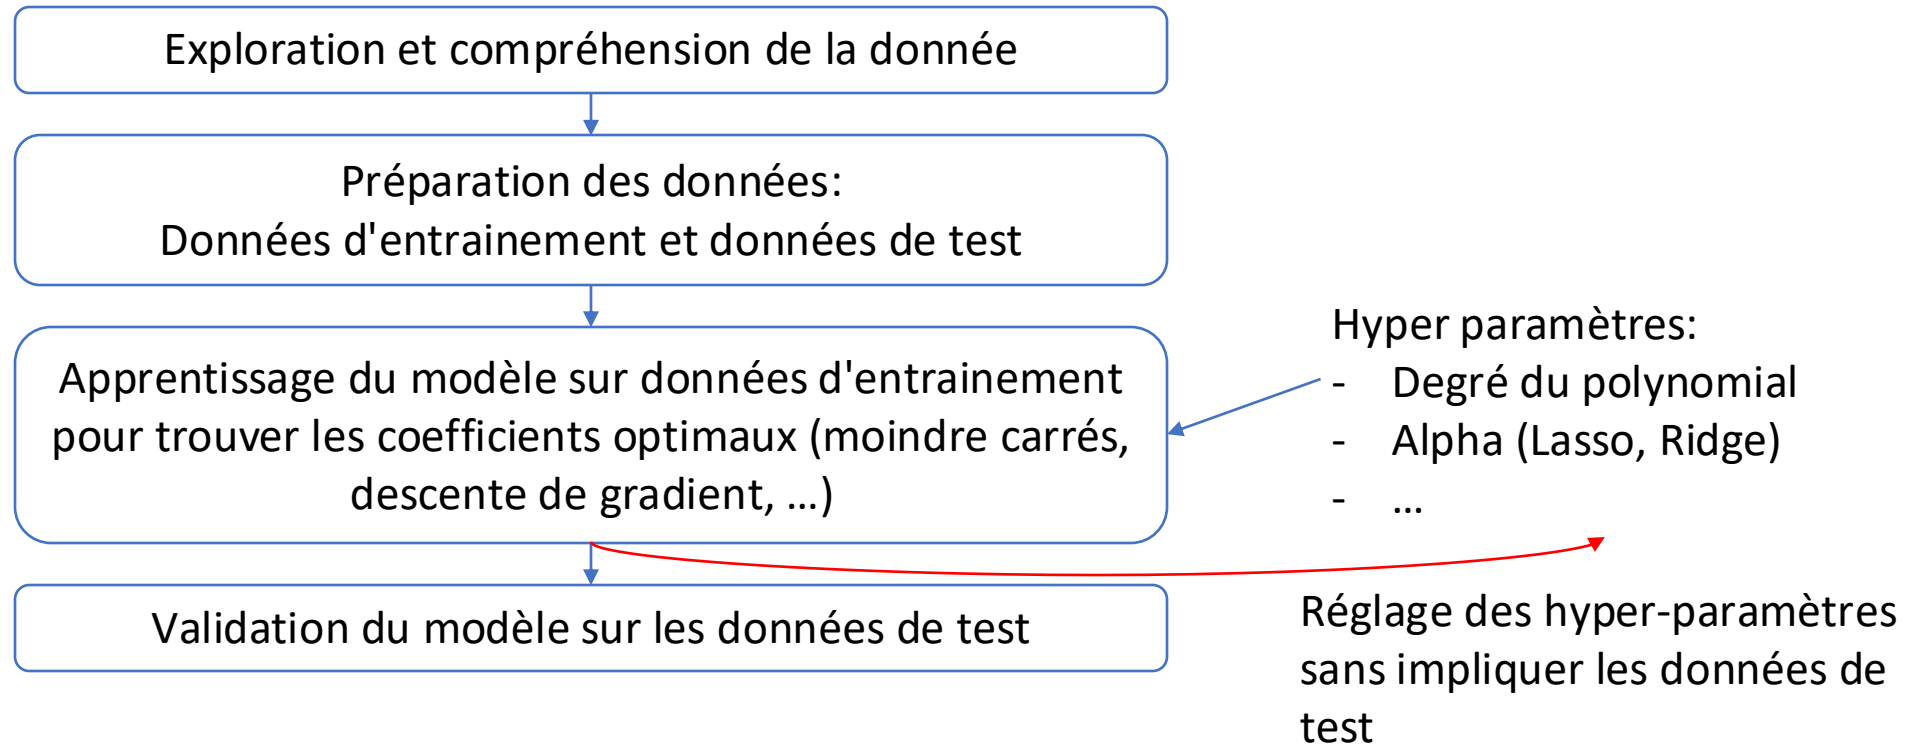 Exploration et compréhension de la donnée
Préparation des données:
Données d'entrainement et données de test
Apprentissage du modèle sur données d'entrainement
pour trouver les coefficients optimaux (moindre carrés,
descente de gradient, …)
Validation du modèle sur les données de test
Hyper paramètres:
- Degré du polynomial
- Alpha (Lasso, Ridge)
- …
Réglage des hyper-paramètres
sans impliquer les données de
test